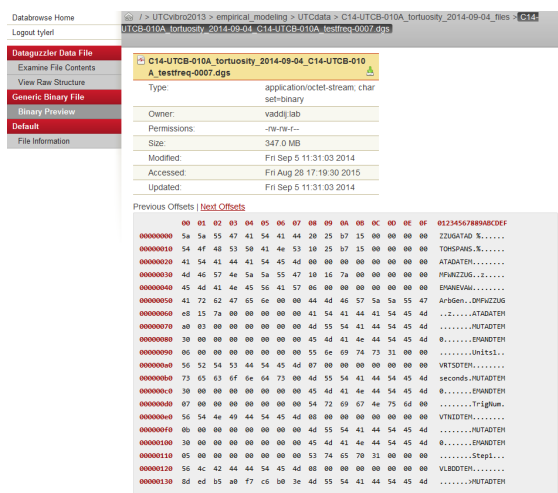 Databrowse Home
Logout tylerl
Dataguzzler Data File
Examine File Contents
View Raw Structure
Generic Binary File
Binary Preview
Default
File Information
/ > UTCvibro2013 > empirical_modeling > UTCdata > C14-UTCB-010A_tortuosity_2014-09-04_files > C14-
UTCB-010A_tortuosity_2014-09-04_C14-UTCB-010A_testfreq-0007.dgs
C14-UTCB-010A_tortuosity_2014-09-04_C14-UTCB-010
A_testfreq-0007.dgs
Type: application/octet-stream; char
set=binary
Owner: vaddij:lab
Permissions: -rw-rw-r--
Size: 347.0 MB
Modified: Fri Sep 5 11:31:03 2014
Accessed: Fri Aug 28 17:19:30 2015
Updated: Fri Sep 5 11:31:03 2014
Previous Offsets | Next Offsets
00 01 02 03 04 05 06 07 08 09 0A 0B 0C 0D 0E 0F 0123456789ABCDEF
00000000 5a 5a 55 47 41 54 41 44 20 25 b7 15 00 00 00 00 ZZUGATAD %......
00000010 54 4f 48 53 50 41 4e 53 10 25 b7 15 00 00 00 00 TOHSPANS.%......
00000020 41 54 41 44 41 54 45 4d 00 00 00 00 00 00 00 00 ATADATEM........
00000030 4d 46 57 4e 5a 5a 55 47 10 16 7a 00 00 00 00 00 MFWNZZUG..z.....
00000040 45 4d 41 4e 45 56 41 57 06 00 00 00 00 00 00 00 EMANEVAW........
00000050 41 72 62 47 65 6e 00 00 44 4d 46 57 5a 5a 55 47 ArbGen..DMFWZZUG
00000060 e8 15 7a 00 00 00 00 00 41 54 41 44 41 54 45 4d ..z.....ATADATEM
00000070 a0 03 00 00 00 00 00 00 4d 55 54 41 44 54 45 4d ........MUTADTEM
00000080 30 00 00 00 00 00 00 00 45 4d 41 4e 44 54 45 4d 0.......EMANDTEM
00000090 06 00 00 00 00 00 00 00 55 6e 69 74 73 31 00 00 ........Units1..
000000a0 56 52 54 53 44 54 45 4d 07 00 00 00 00 00 00 00 VRTSDTEM........
000000b0 73 65 63 6f 6e 64 73 00 4d 55 54 41 44 54 45 4d seconds.MUTADTEM
000000c0 30 00 00 00 00 00 00 00 45 4d 41 4e 44 54 45 4d 0.......EMANDTEM
000000d0 07 00 00 00 00 00 00 00 54 72 69 67 4e 75 6d 00 ........TrigNum.
000000e0 56 54 4e 49 44 54 45 4d 08 00 00 00 00 00 00 00 VTNIDTEM........
000000f0 0b 00 00 00 00 00 00 00 4d 55 54 41 44 54 45 4d ........MUTADTEM
00000100 30 00 00 00 00 00 00 00 45 4d 41 4e 44 54 45 4d 0.......EMANDTEM
00000110 05 00 00 00 00 00 00 00 53 74 65 70 31 00 00 00 ........Step1...
00000120 56 4c 42 44 44 54 45 4d 08 00 00 00 00 00 00 00 VLBDDTEM........
00000130 8d ed b5 a0 f7 c6 b0 3e 4d 55 54 41 44 54 45 4d .......>MUTADTEM